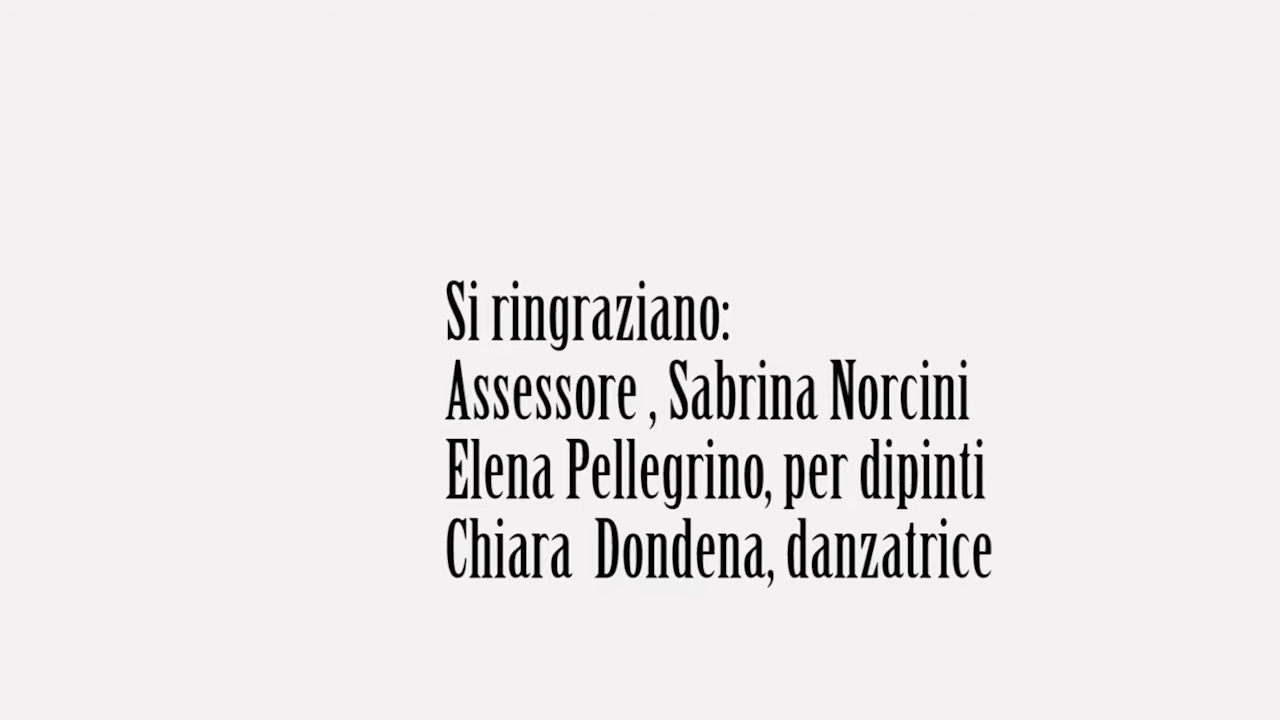 Si ringraziano:
Assessore , Sabrina Norcini
Elena Pellegrino, per dipinti
Chiara  Dondena, danzatrice